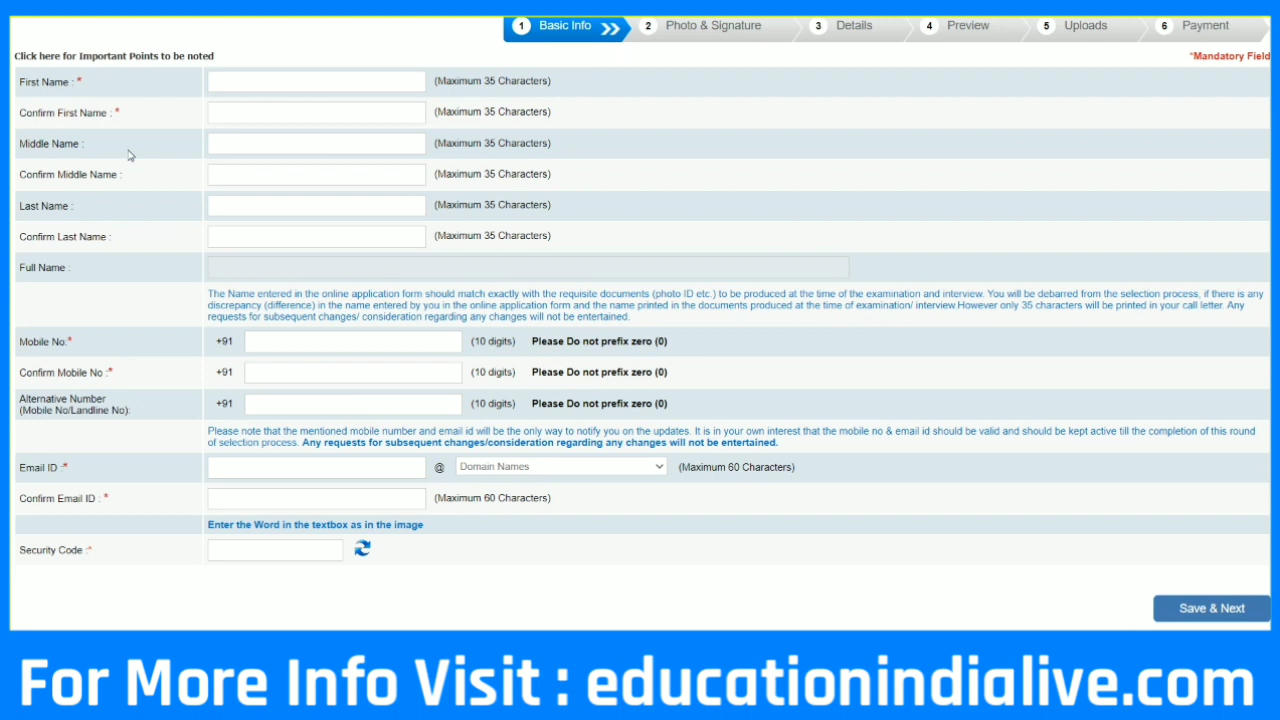 1 Basic Info 2 Photo & Signature 3 Details 4 Preview 5 Uploads 6 Payment
Click here for Important Points to be noted *Mandatory Field
First Name : * (Maximum 35 Characters)
Confirm First Name : * (Maximum 35 Characters)
Middle Name : (Maximum 35 Characters)
Confirm Middle Name : (Maximum 35 Characters)
Last Name : (Maximum 35 Characters)
Confirm Last Name : (Maximum 35 Characters)
Full Name :
The Name entered in the online application form should match exactly with the requisite documents (photo ID etc.) to be produced at the time of the examination and interview. You will be debarred from the selection process, if there is any
discrepancy (difference) in the name entered by you in the online application form and the name printed in the documents produced at the time of examination/ interview.However only 35 characters will be printed in your call letter. Any
requests for subsequent changes/ consideration regarding any changes will not be entertained.
Mobile No:* +91 (10 digits) Please Do not prefix zero (0)
Confirm Mobile No :* +91 (10 digits) Please Do not prefix zero (0)
Alternative Number
(Mobile No/Landline No): +91 (10 digits) Please Do not prefix zero (0)
Please note that the mentioned mobile number and email id will be the only way to notify you on the updates. It is in your own interest that the mobile no & email id should be valid and should be kept active till the completion of this round
of selection process. Any requests for subsequent changes/consideration regarding any changes will not be entertained.
Email ID :* @ Domain Names (Maximum 60 Characters)
Confirm Email ID : * (Maximum 60 Characters)
Enter the Word in the textbox as in the image
Security Code :*
Save & Next
For More Info Visit : educationindialive.com